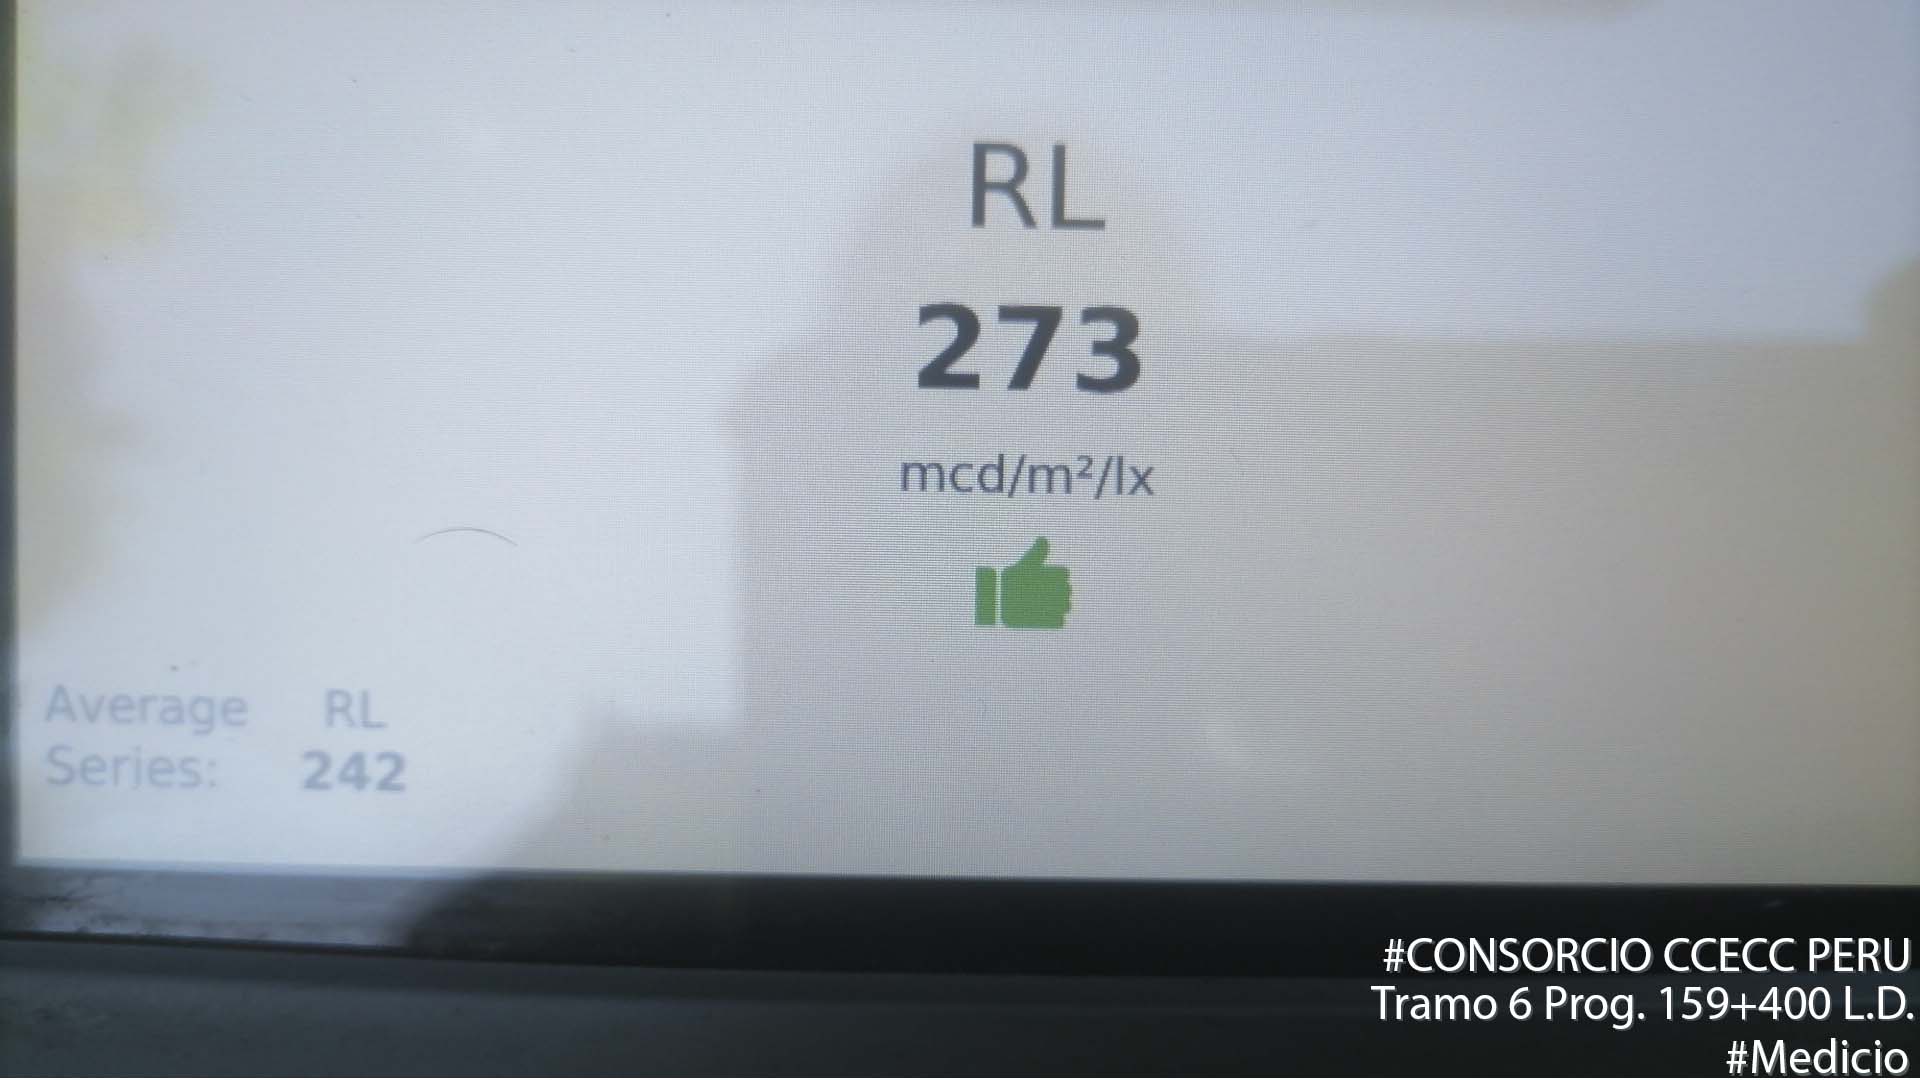 RL
273
mcd/m²/lx
Average RL
Series: 242
#CONSORCIO CCECC PERU
Tramo 6 Prog. 159+400 L.D.
#Medicio